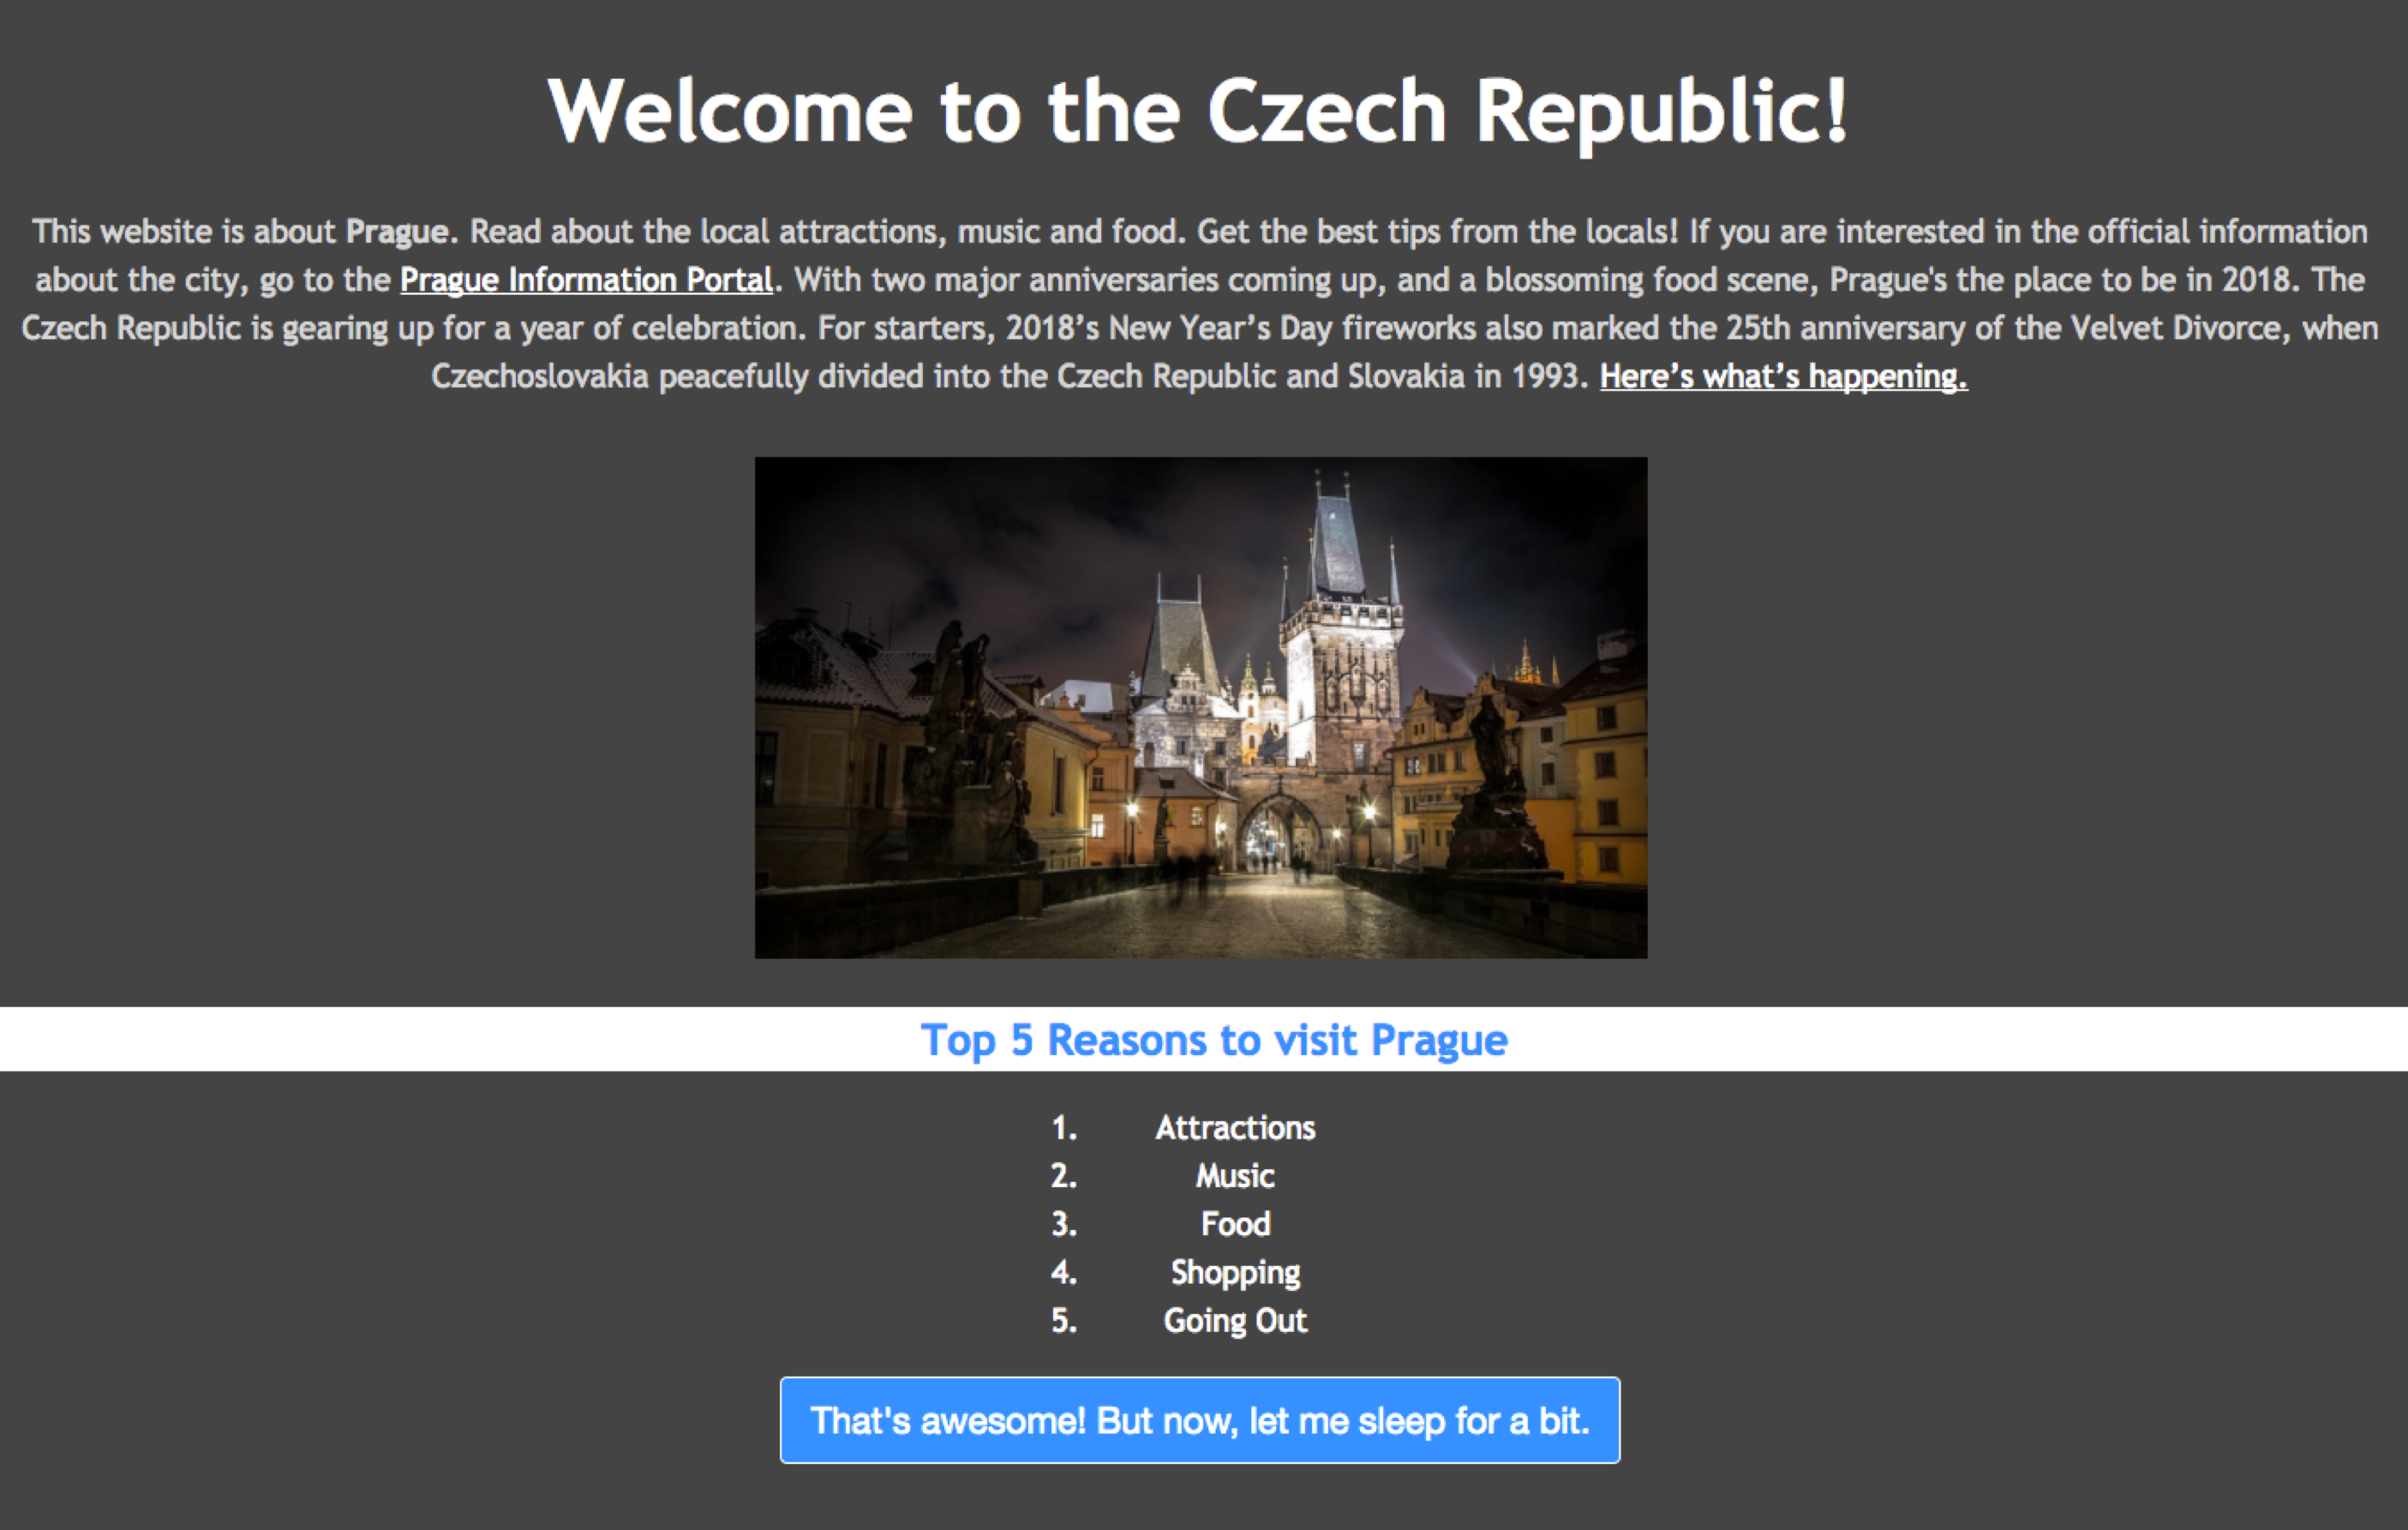 Welcome to the Czech Republic!
This website is about Prague. Read about the local attractions, music and food. Get the best tips from the locals! If you are interested in the official information
about the city, go to the Prague Information Portal. With two major anniversaries coming up, and a blossoming food scene, Prague's the place to be in 2018. The
Czech Republic is gearing up for a year of celebration. For starters, 2018’s New Year’s Day fireworks also marked the 25th anniversary of the Velvet Divorce, when
Czechoslovakia peacefully divided into the Czech Republic and Slovakia in 1993. Here’s what’s happening.
Top 5 Reasons to visit Prague
1. Attractions
2. Music
3. Food
4. Shopping
5. Going Out
That's awesome! But now, let me sleep for a bit.